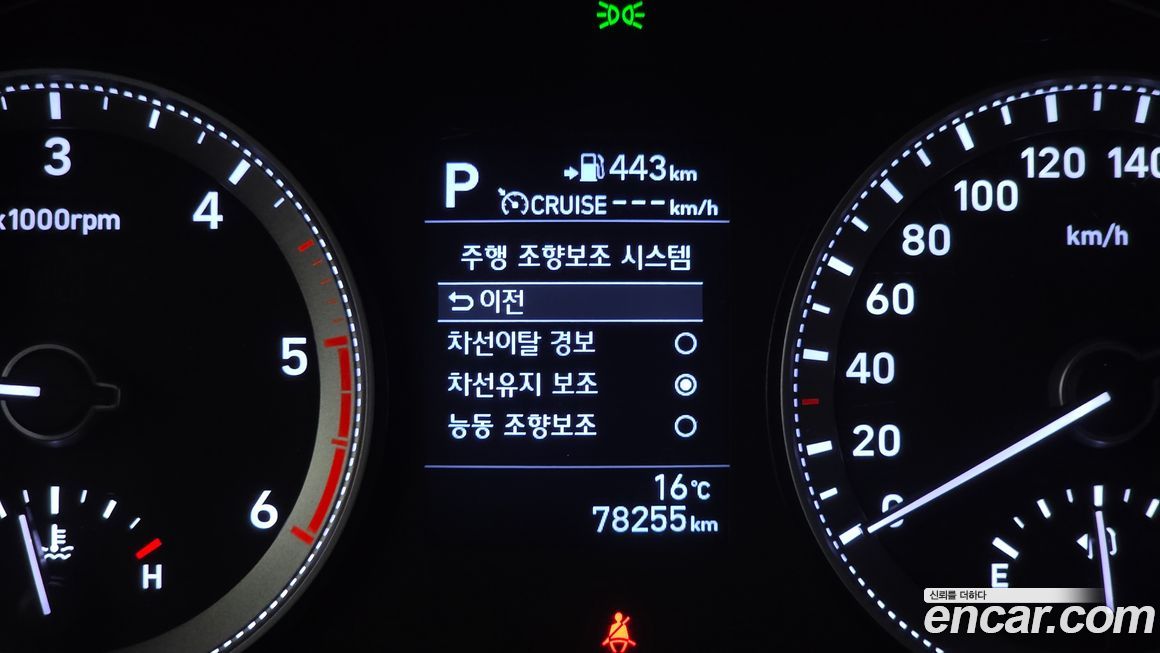 3
4
5
6
x1000rpm
H
P
443km
CRUISE---km/h
주행 조향보조 시스템
이전
차선이탈 경보
차선유지 보조
능동 조향보조
16℃
78255km
0
20
40
60
80
100
120
140
km/h
E
신뢰를 더하다
encar.com